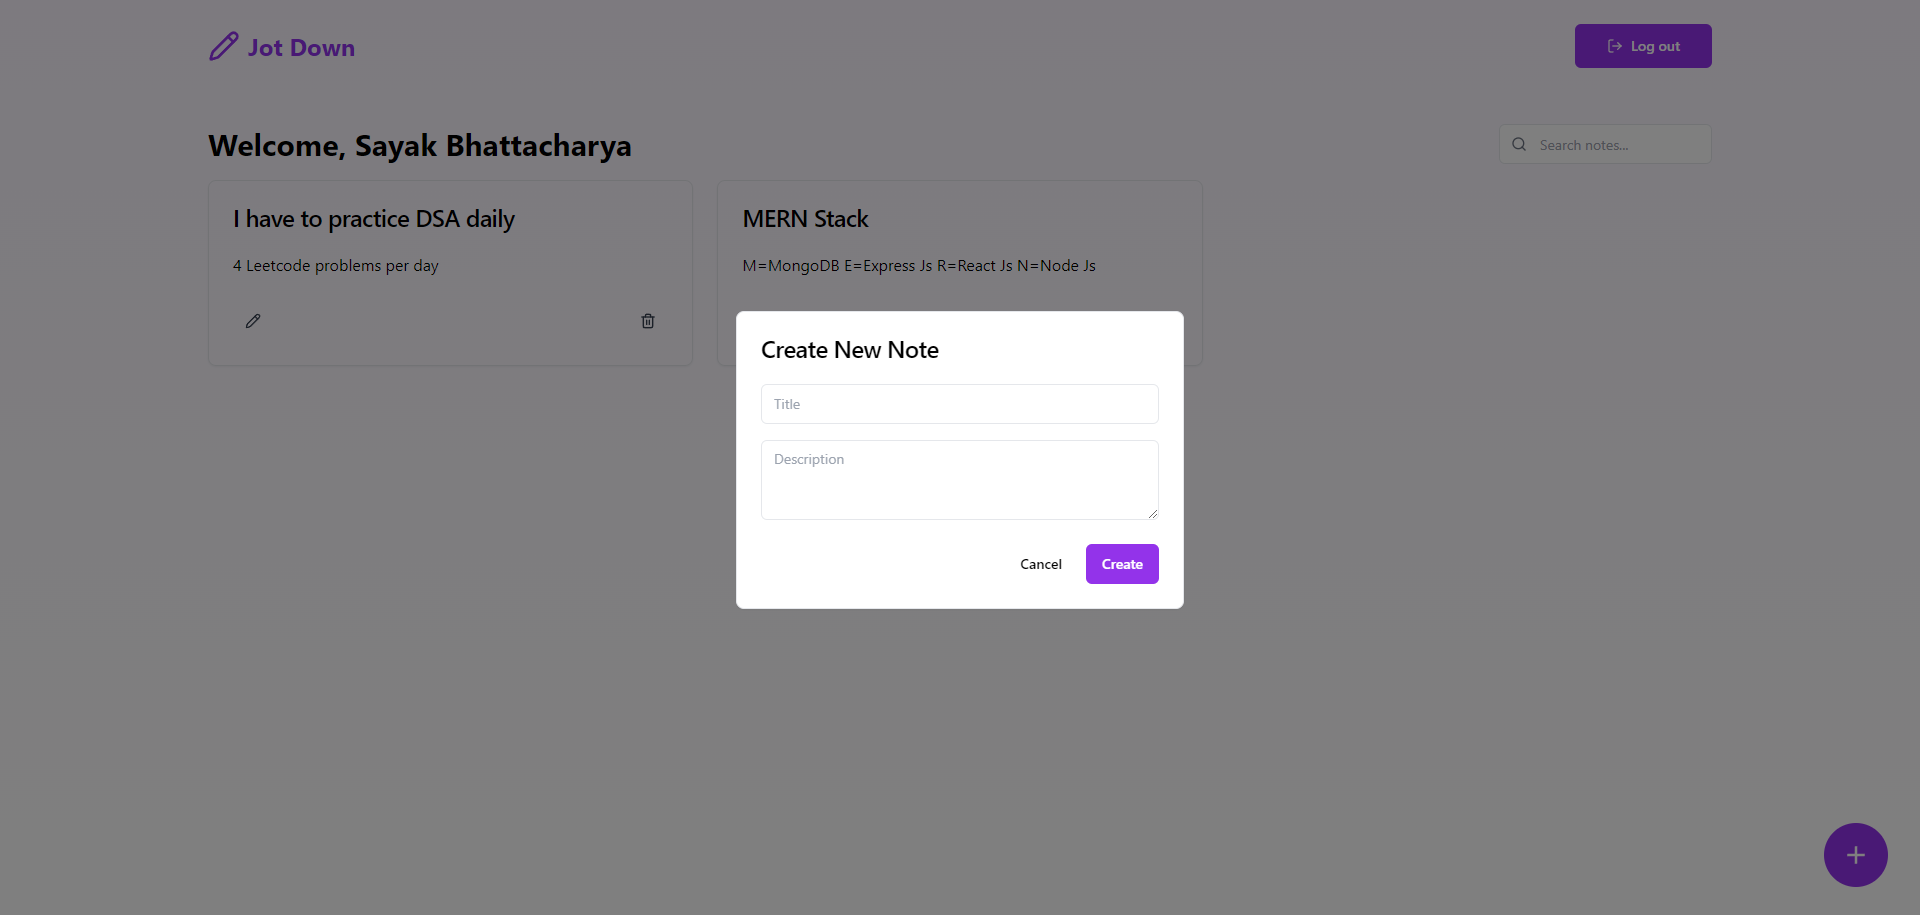 Jot Down
Log out
Welcome, Sayak Bhattacharya
Search notes...
I have to practice DSA daily
4 Leetcode problems per day
MERN Stack
M=MongoDB E=Express Js R=React Js N=Node Js
Create New Note
Title
Description
Cancel
Create